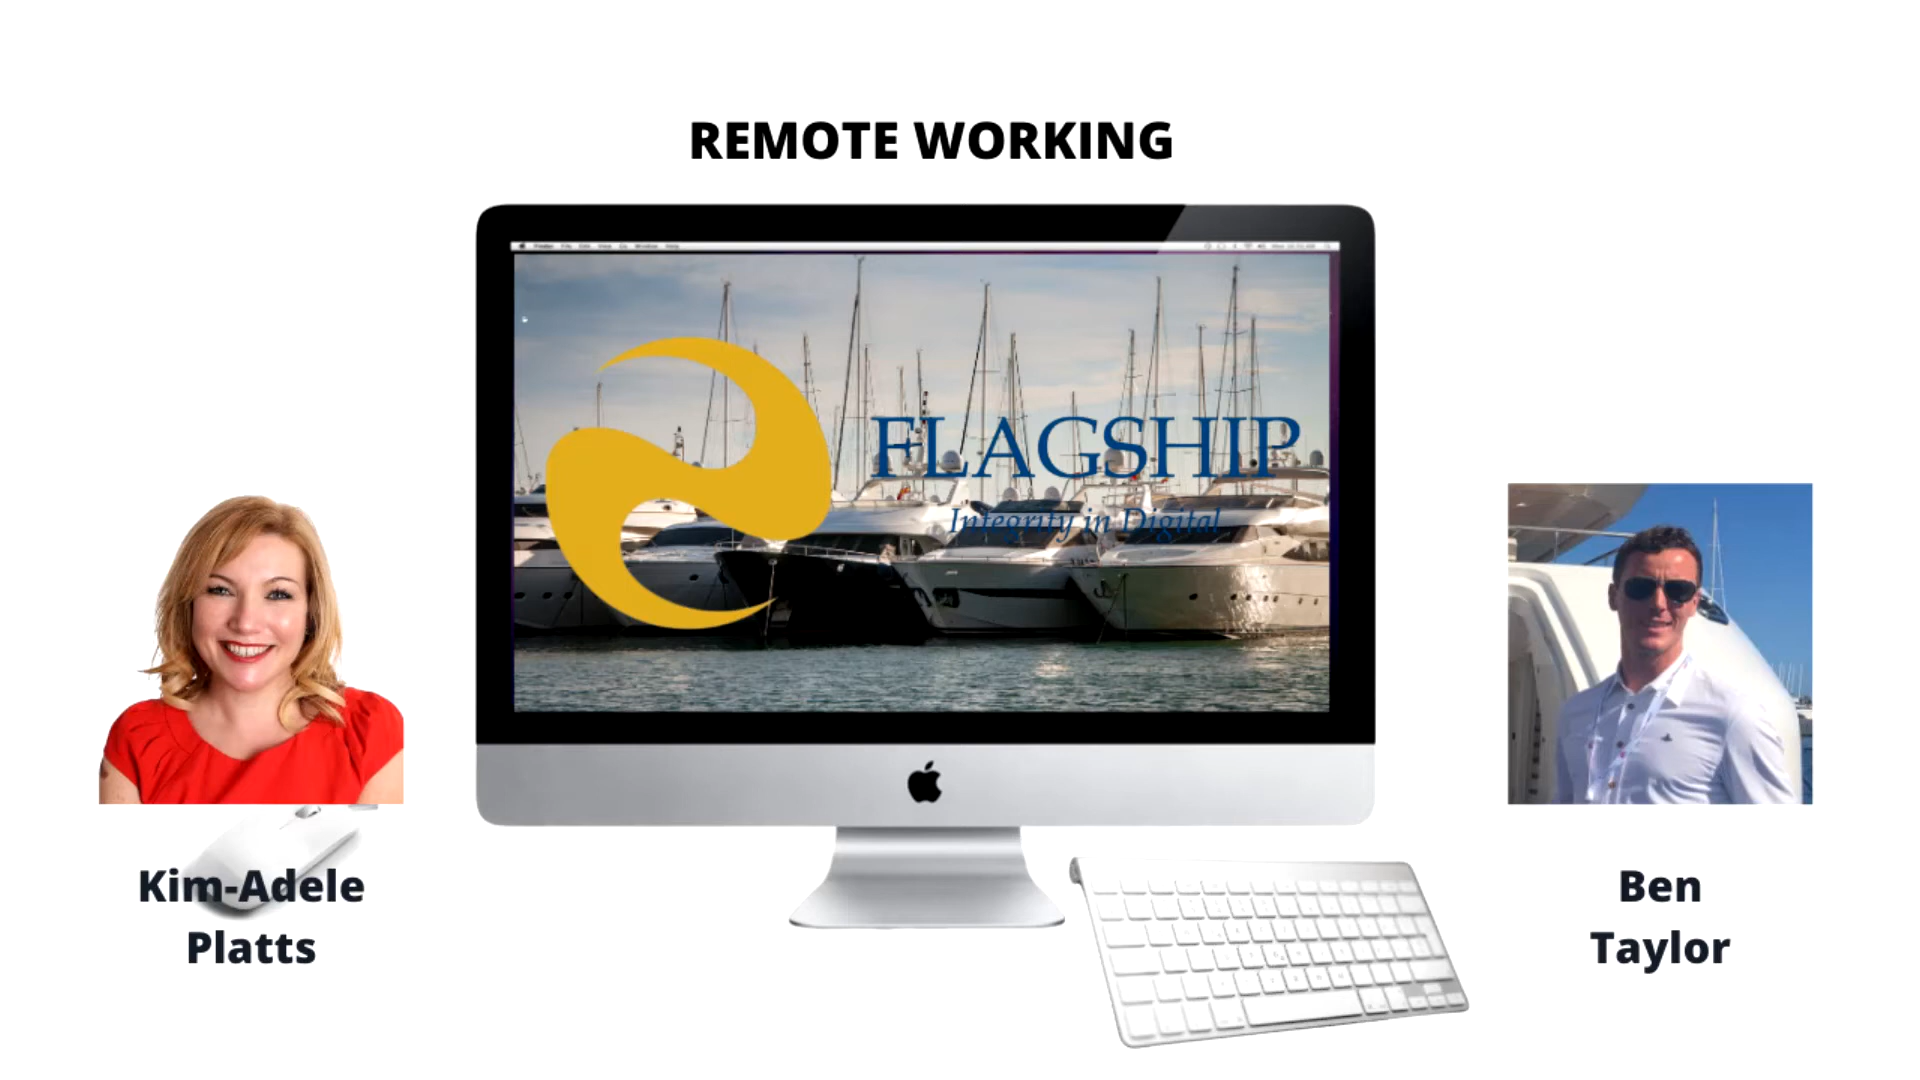 REMOTE WORKING
FLAGSHIP
Integrity in Digital
Kim-Adele
Platts
Ben
Taylor